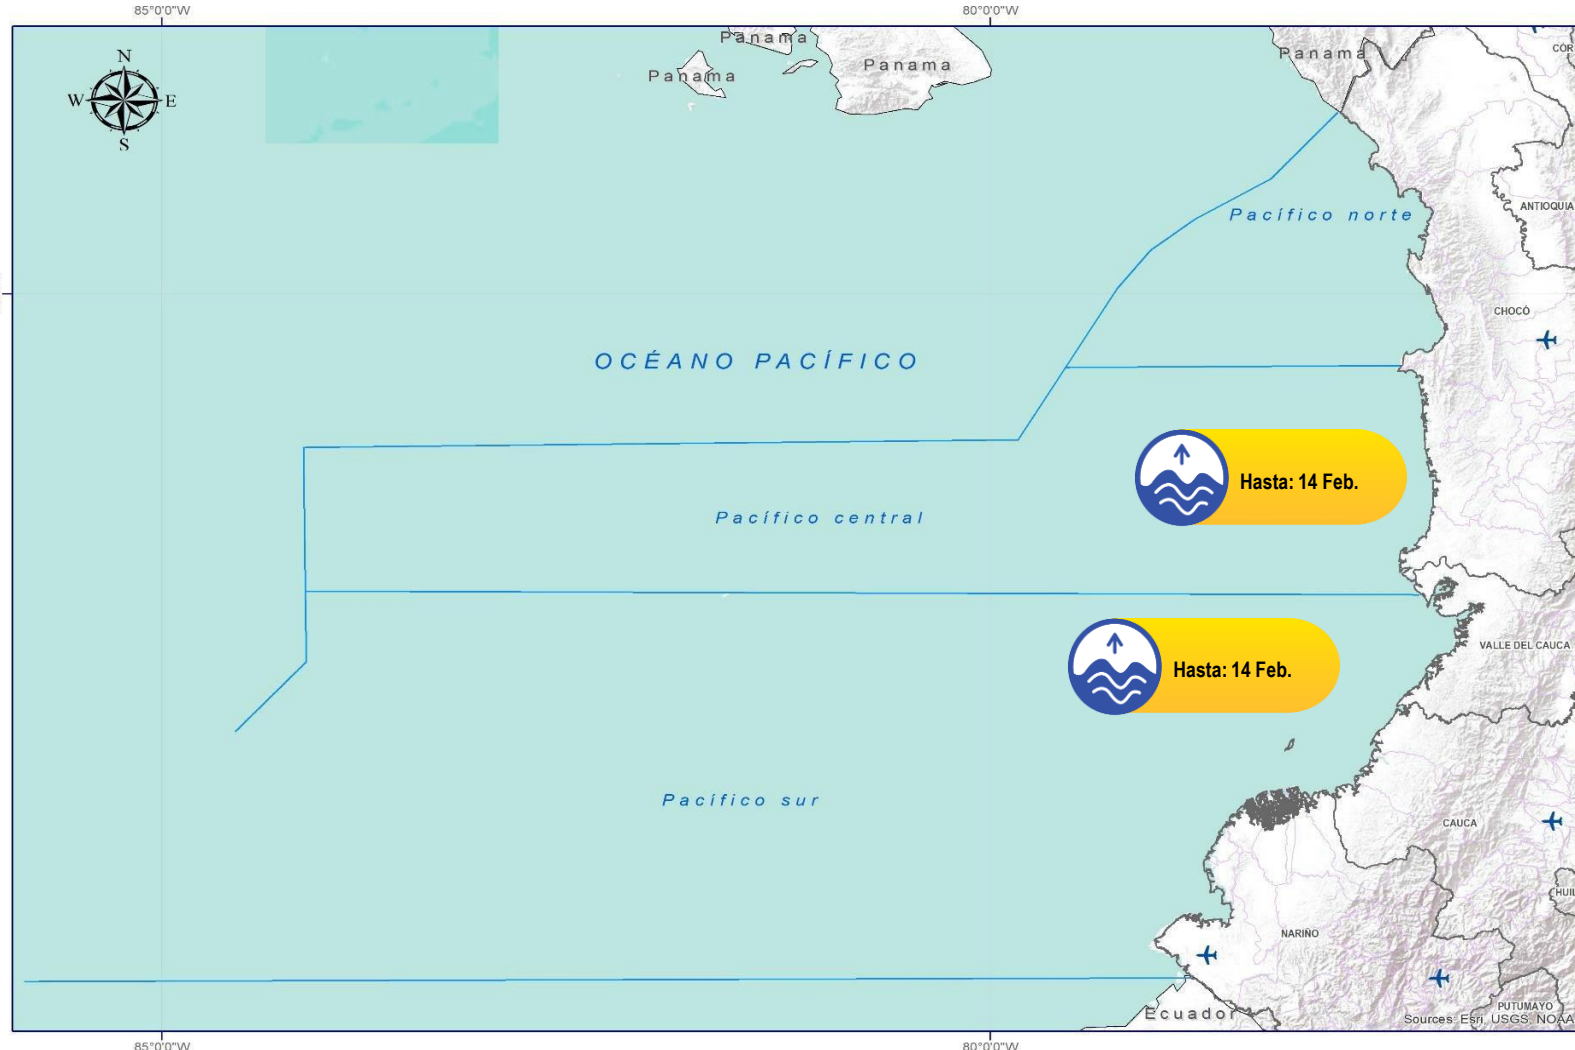 85°0'0"W
80°0'0"W
N
W
E
S
Panama
Panama
Panama
Panama
CÓR
ANTIOQUIA
Pacífico norte
CHOCÓ
OCÉANO PACÍFICO
Hasta: 14 Feb.
Pacífico central
VALLE DEL CAUCA
Hasta: 14 Feb.
Pacífico sur
CAUCA
HUIL
NARIÑO
PUTUMAYO
Ecuador
Sources: Esri, USGS, NOAA
85°0'0"W
80°0'0"W